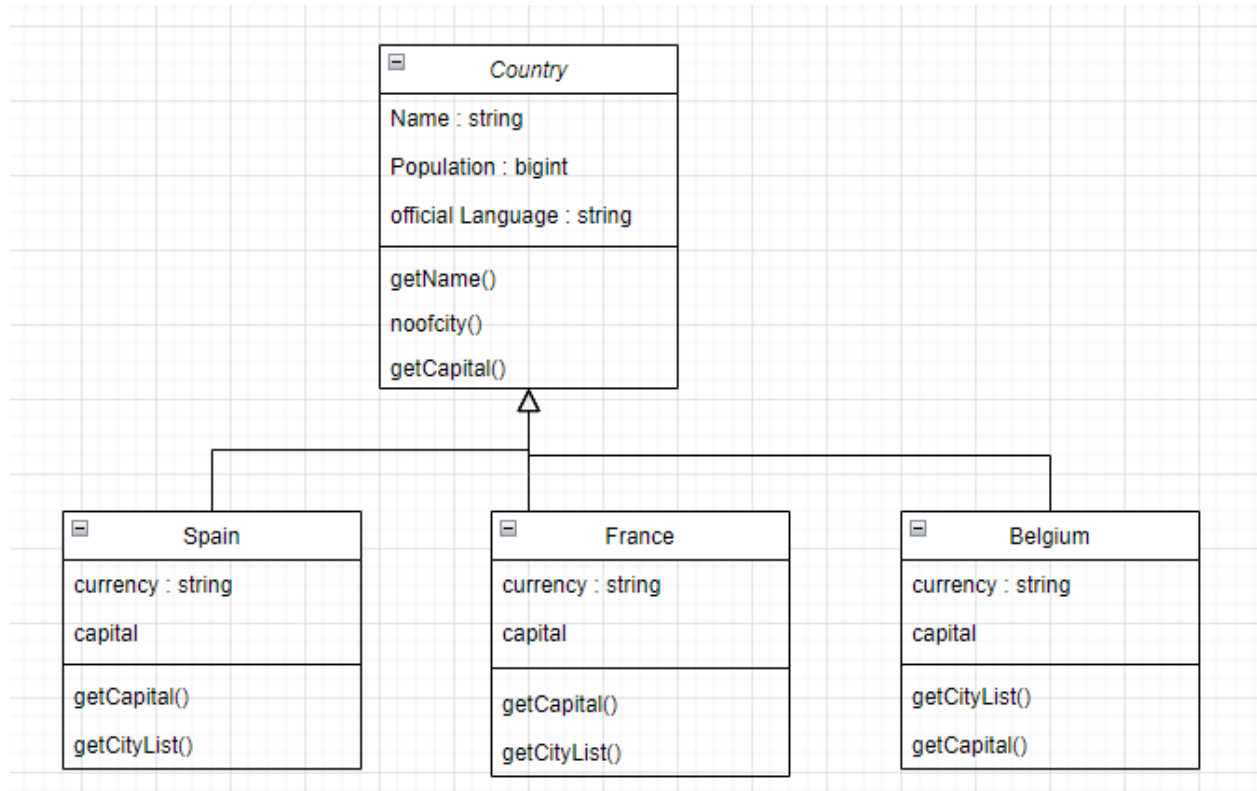 Country
Name : string
Population : bigint
official Language : string
getName()
noofcity()
getCapital()
Spain
currency : string
capital
getCapital()
getCityList()
France
currency : string
capital
getCapital()
getCityList()
Belgium
currency : string
capital
getCityList()
getCapital()